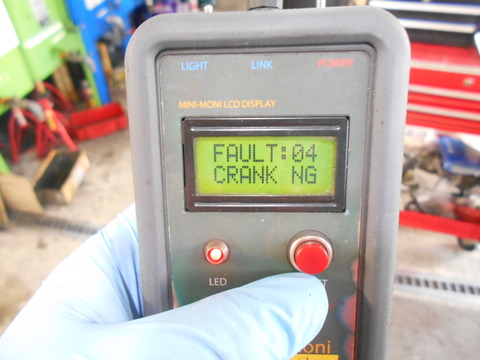 LIGHT LINK POWER
MINI-MONI LCD DISPLAY
FAULT:04
CRANK NG
LED